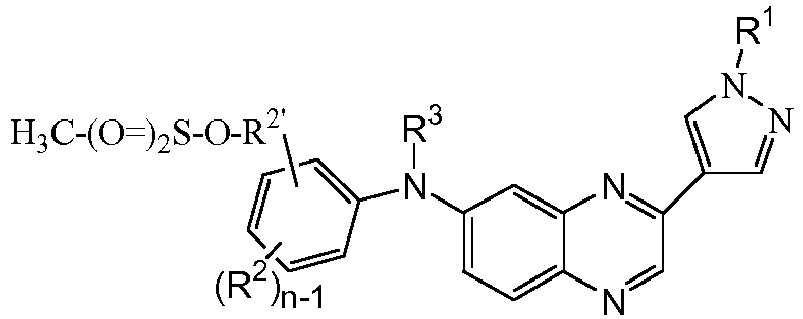 R¹
N
N
H₃C-(O=)₂S-O-R²'
R³
N
N
(R²)ₙ₋₁
N